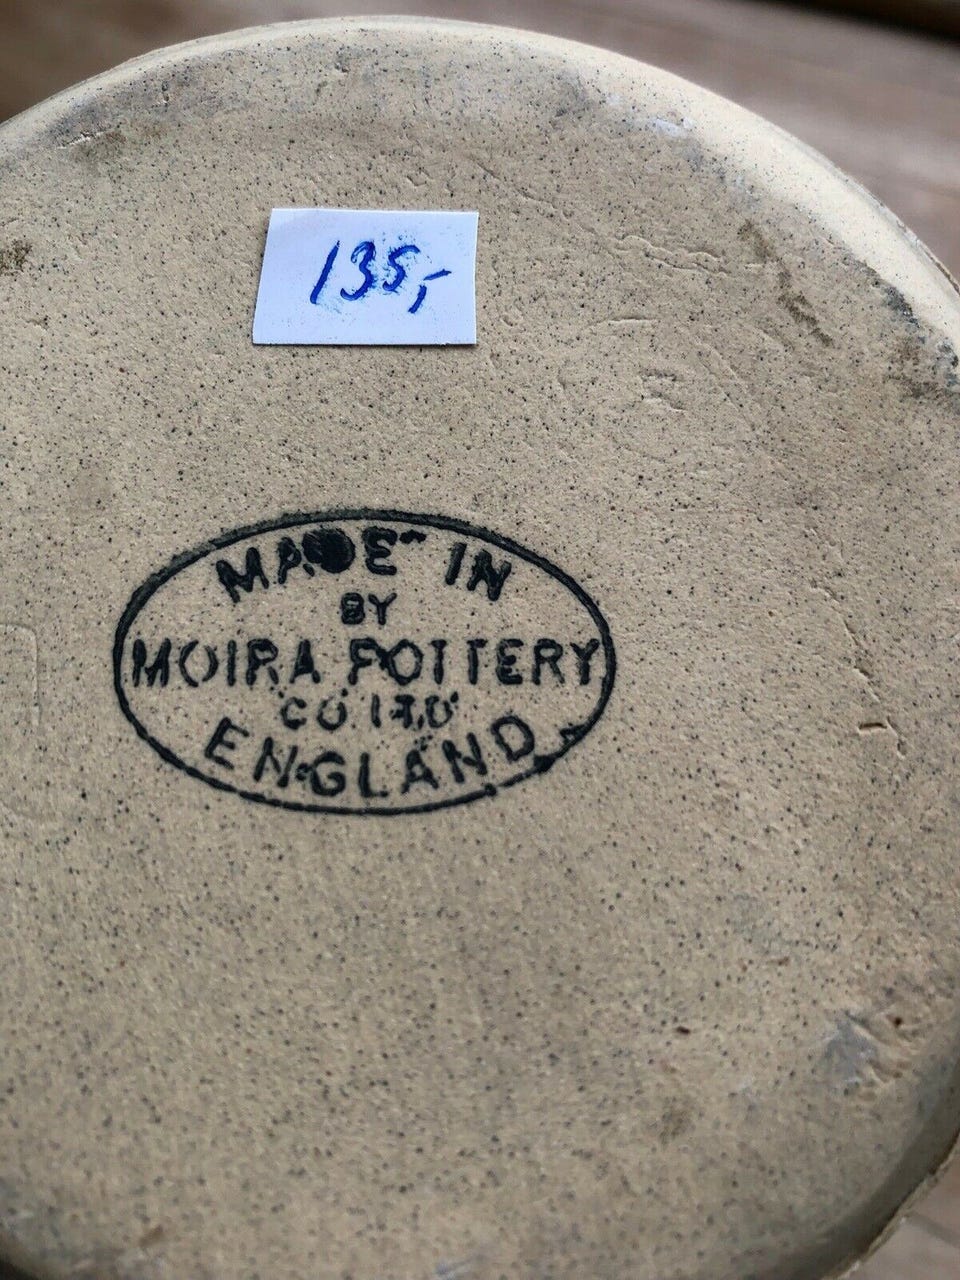 135,-
MADE IN
BY
MOIRA POTTERY
CO. LTD
ENGLAND